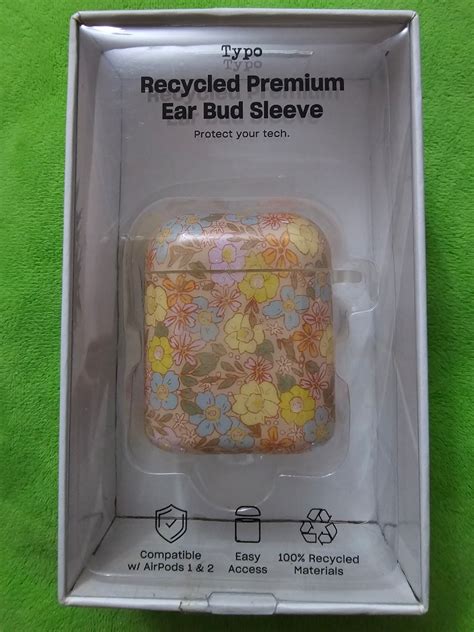 Typo
Recycled Premium
Ear Bud Sleeve
Protect your tech.
Compatible
w/ AirPods 1 & 2
Easy
Access
100% Recycled
Materials